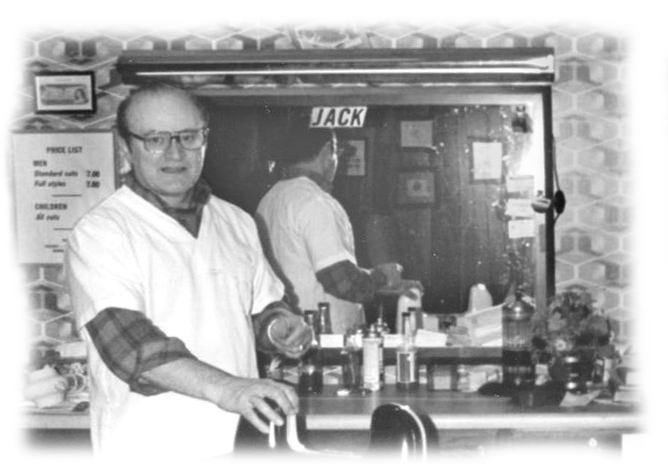 JACK
PRICE LIST
MEN
Standard cuts 7.00
Full styles 7.00
CHILDREN
All cuts